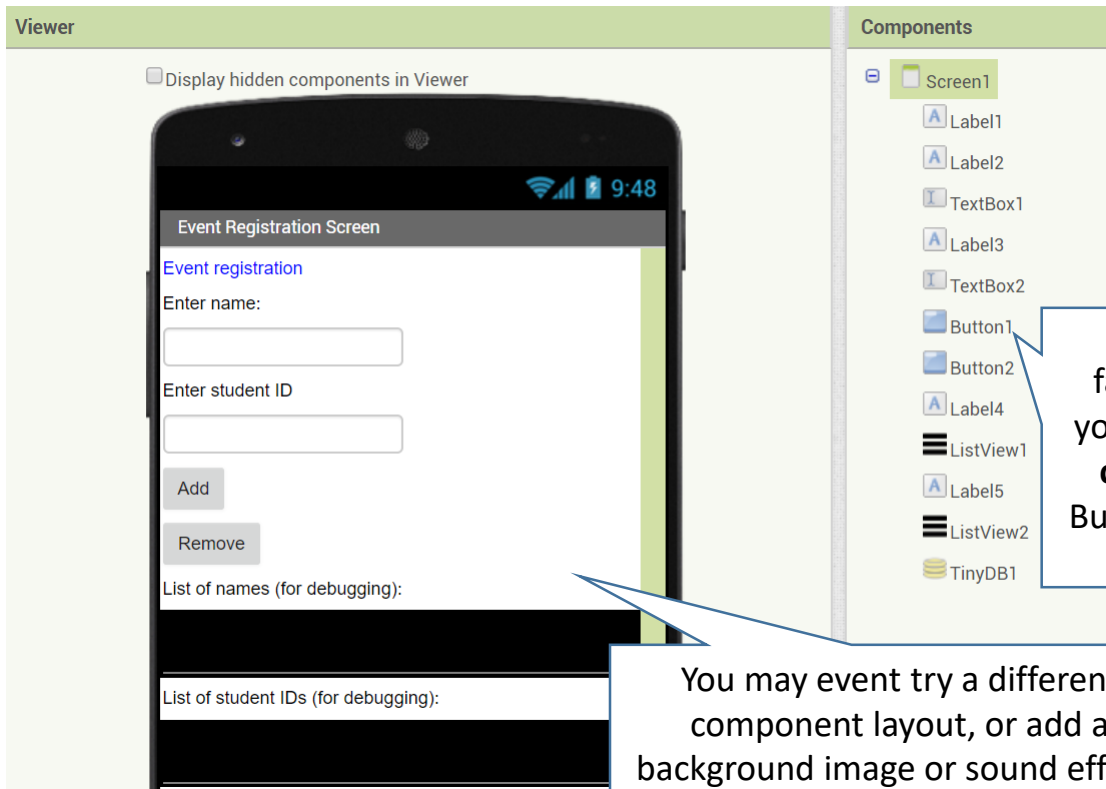 Viewer
Display hidden components in Viewer
9:48
Event Registration Screen
Event registration
Enter name:
Enter student ID
Add
Remove
List of names (for debugging):
List of student IDs (for debugging):
Components
Screen1
Label1
Label2
TextBox1
Label3
TextBox2
Button1
Button2
Label4
ListView1
Label5
ListView2
TinyDB1
You may event try a differen
component layout, or add a
background image or sound eff